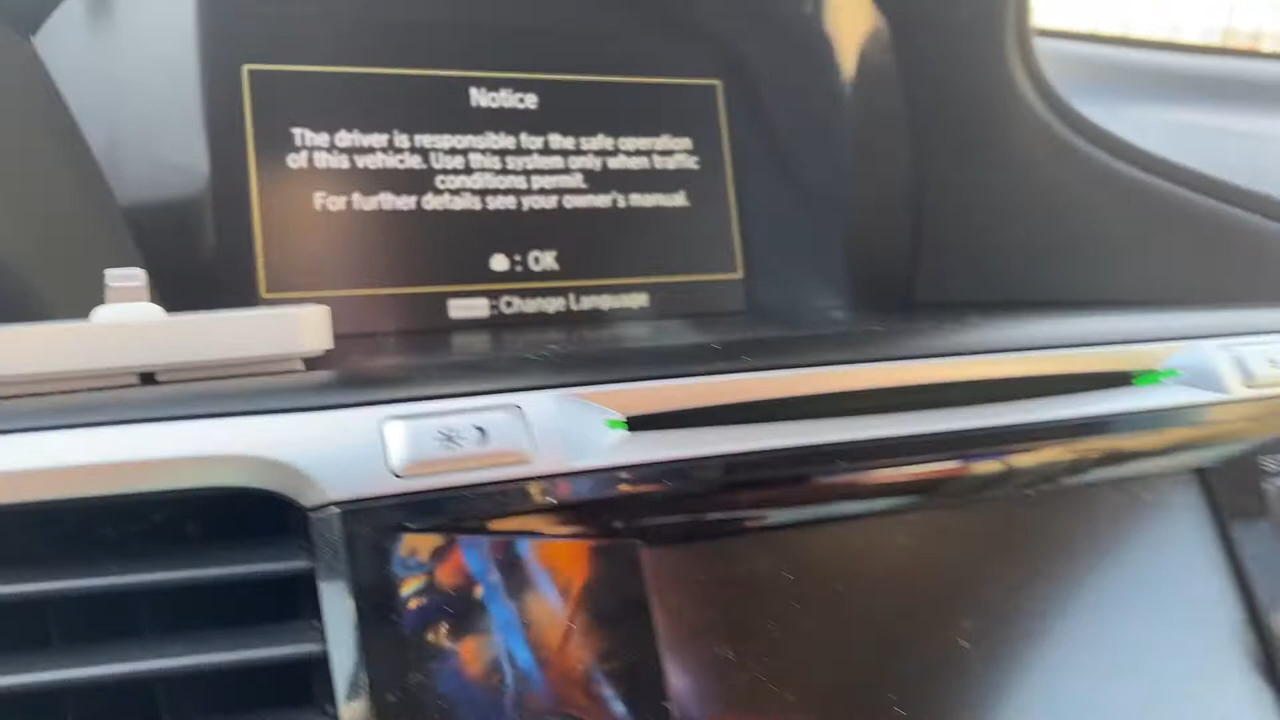 Notice
The driver is responsible for the safe operation
of this vehicle. Use this system only when traffic
conditions permit.
For further details see your owner's manual.
: OK
: Change Language